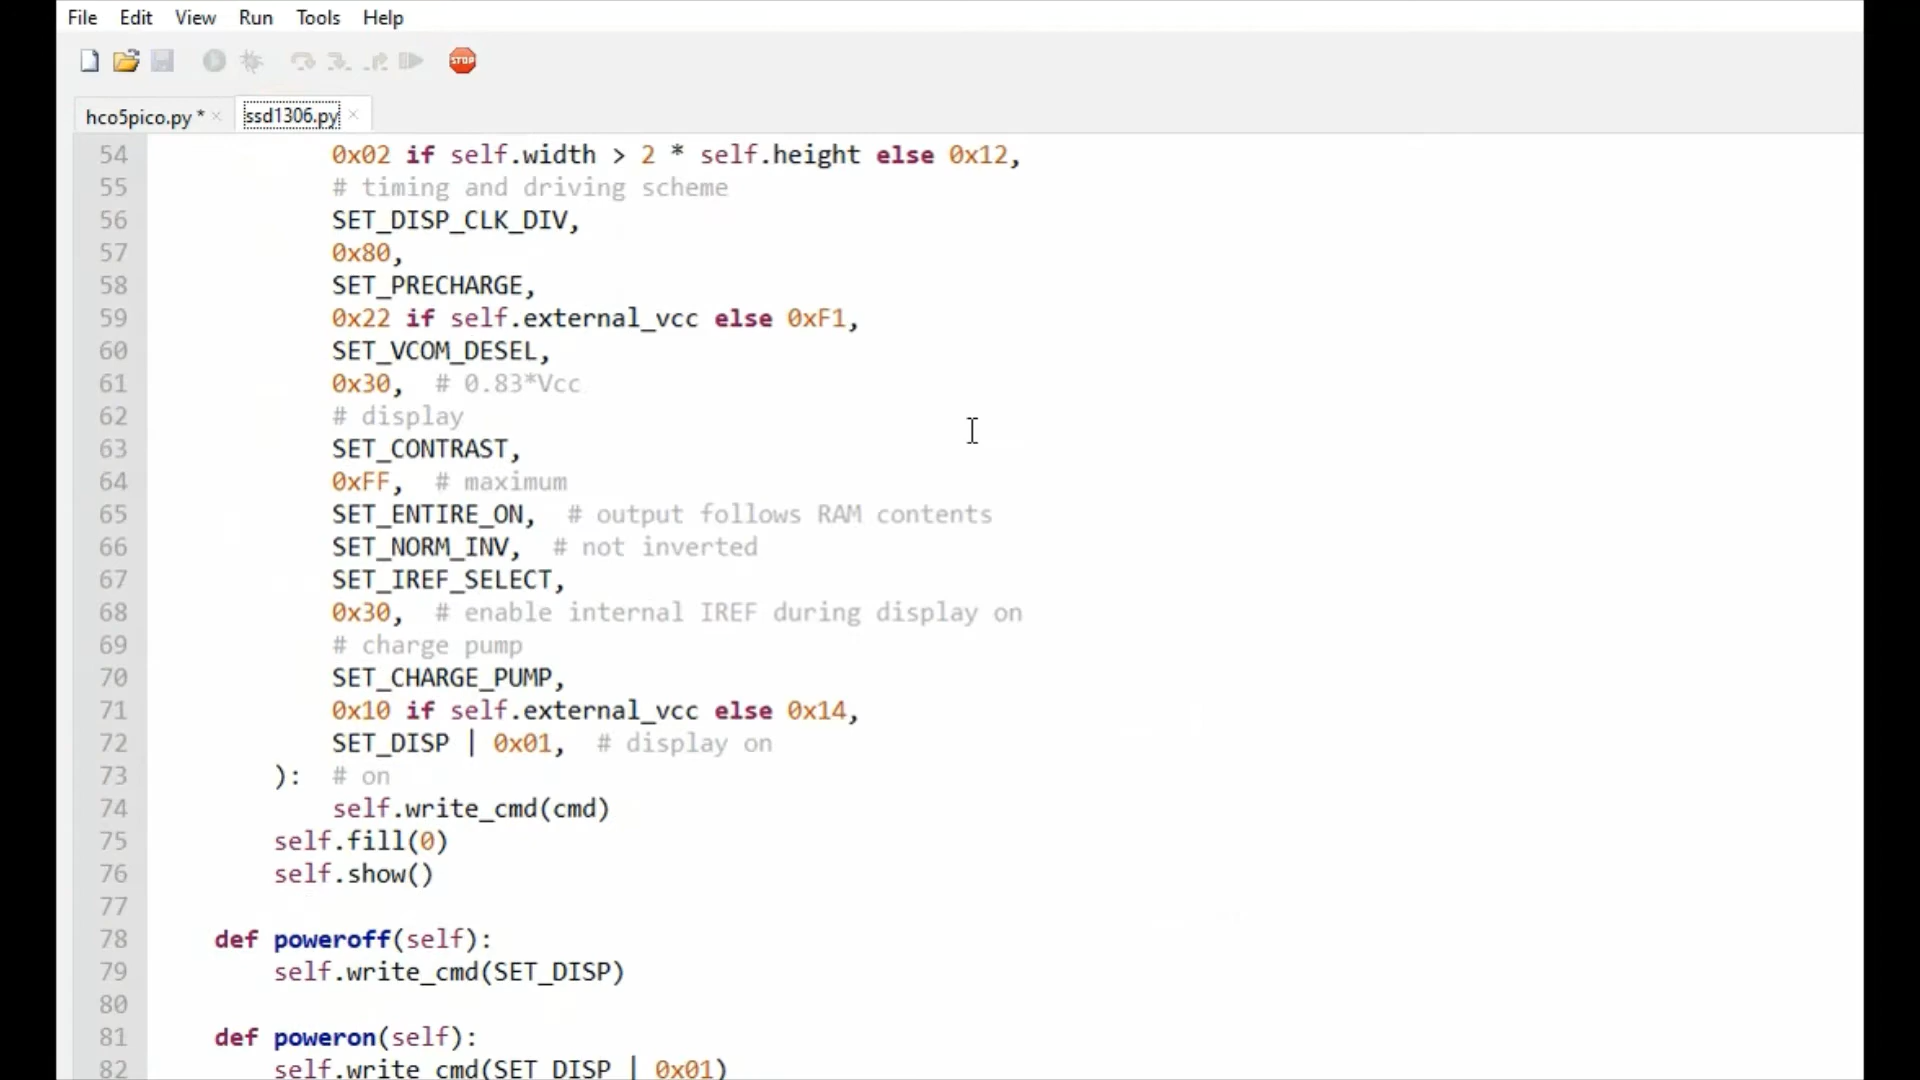 File Edit View Run Tools Help
STOP
hco5pico.py * × ssd1306.py ×
54 0x02 if self.width > 2 * self.height else 0x12,
55 # timing and driving scheme
56 SET_DISP_CLK_DIV,
57 0x80,
58 SET_PRECHARGE,
59 0x22 if self.external_vcc else 0xF1,
60 SET_VCOM_DESEL,
61 0x30,  # 0.83*Vcc
62 # display
63 SET_CONTRAST,
64 0xFF,  # maximum
65 SET_ENTIRE_ON,  # output follows RAM contents
66 SET_NORM_INV,  # not inverted
67 SET_IREF_SELECT,
68 0x30,  # enable internal IREF during display on
69 # charge pump
70 SET_CHARGE_PUMP,
71 0x10 if self.external_vcc else 0x14,
72 SET_DISP | 0x01,  # display on
73 ):  # on
74 self.write_cmd(cmd)
75 self.fill(0)
76 self.show()
77
78 def poweroff(self):
79 self.write_cmd(SET_DISP)
80
81 def poweron(self):
82 self.write_cmd(SET_DISP | 0x01)